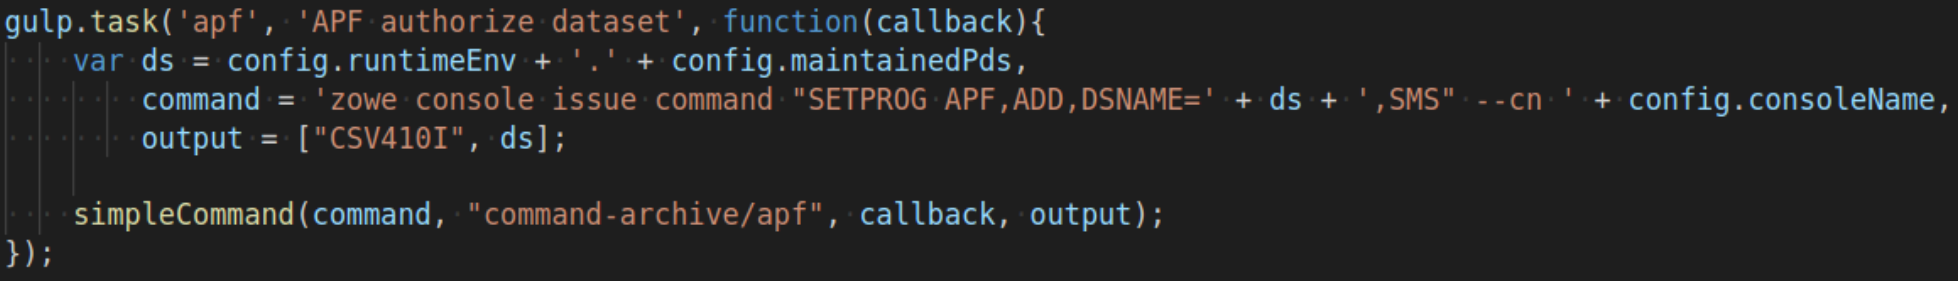 gulp.task('apf', 'APF authorize dataset', function(callback){
    var ds = config.runtimeEnv + '.' + config.maintainedPds,
        command = 'zowe console issue command "SETPROG APF,ADD,DSNAME=' + ds + ',SMS" --cn ' + config.consoleName,
        output = ["CSV410I", ds];

    simpleCommand(command, "command-archive/apf", callback, output);
});